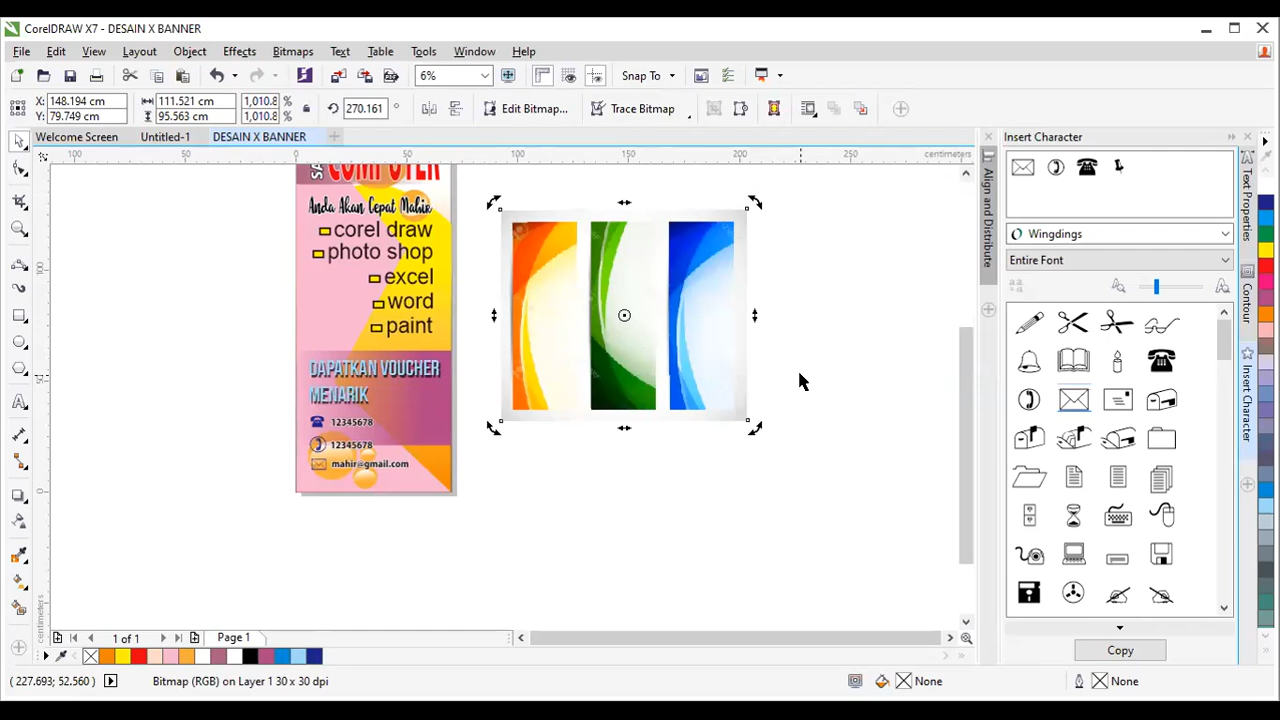 CorelDRAW X7 - DESAIN X BANNER
File Edit View Layout Object Effects Bitmaps Text Table Tools Window Help
6% Snap To
X: 148.194 cm 111.521 cm 1,010.8 % 270.161 ° Edit Bitmap... Trace Bitmap
Y: 79.749 cm 95.563 cm 1,010.8 %
Welcome Screen Untitled-1 DESAIN X BANNER
100 50 0 50 100 150 200 250 centimeters
100
50
0
centimeters
COMPUTER
Anda Akan Cepat Mahir
corel draw
photo shop
excel
word
paint
DAPATKAN VOUCHER
MENARIK
12345678
12345678
mahir@gmail.com
Align and Distribute
Insert Character
Wingdings
Entire Font
Copy
Text Properties
Contour
Insert Character
1 of 1 Page 1
( 227.693; 52.560 ) Bitmap (RGB) on Layer 1 30 x 30 dpi None None